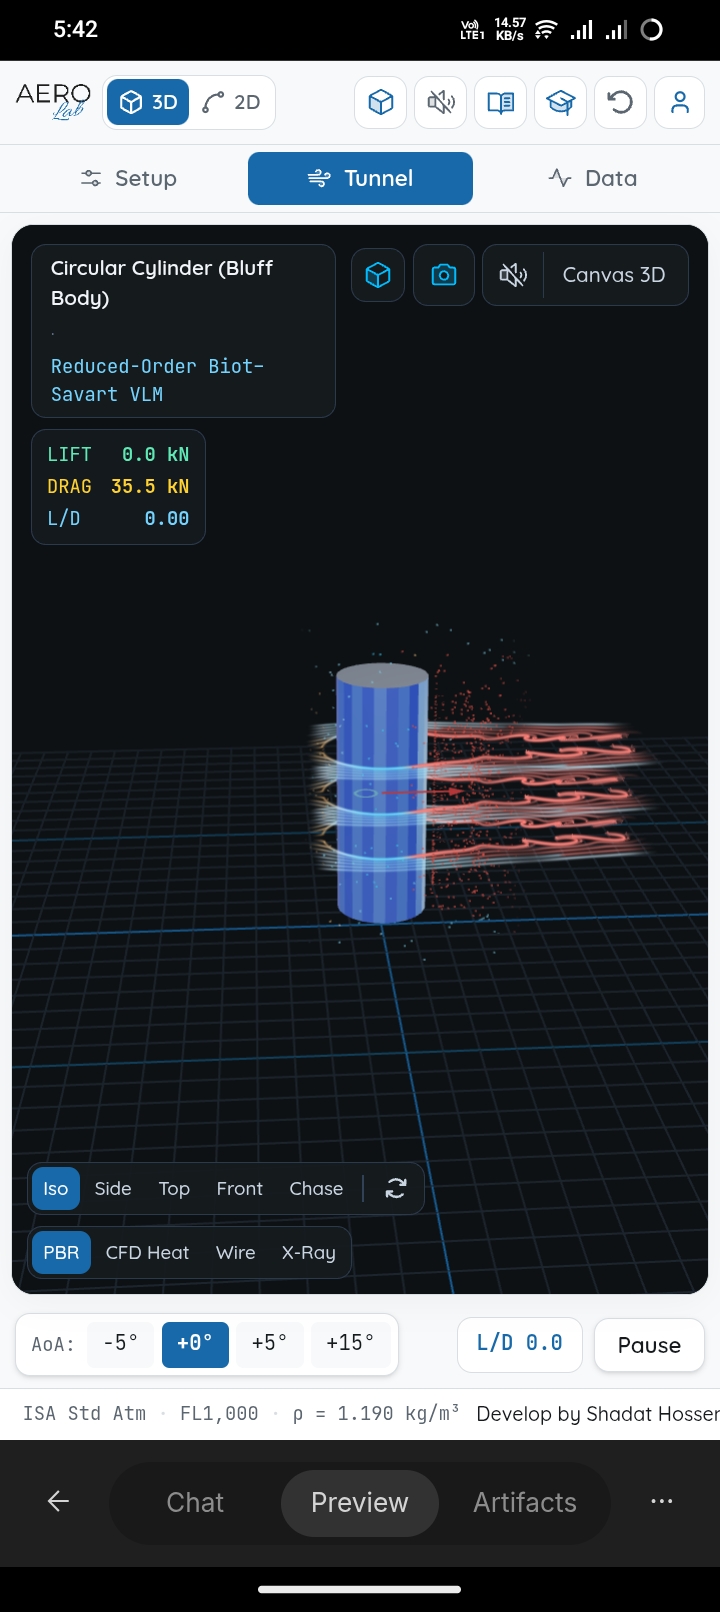 5:42
Vo)) LTE1 14.57 KB/s
AERO Lab 3D 2D
Setup Tunnel Data
Circular Cylinder (Bluff
Body)
.
Reduced-Order Biot–
Savart VLM
Canvas 3D
LIFT 0.0 kN
DRAG 35.5 kN
L/D 0.00
Iso Side Top Front Chase
PBR CFD Heat Wire X-Ray
AoA: -5° +0° +5° +15° L/D 0.0 Pause
ISA Std Atm · FL1,000 · ρ = 1.190 kg/m³ Develop by Shadat Hosser
Chat Preview Artifacts